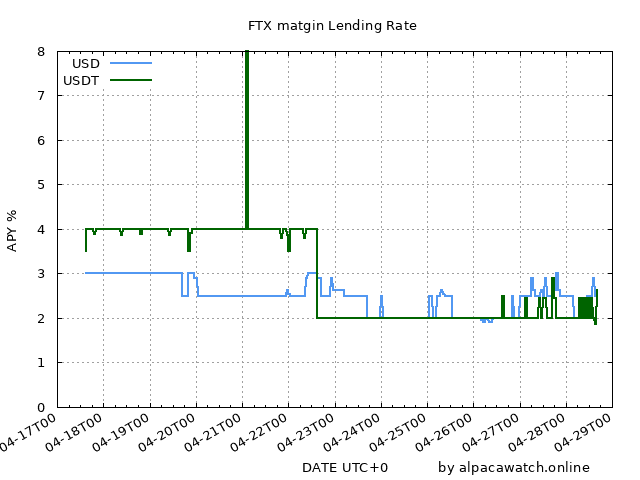 FTX matgin Lending Rate
USD
USDT
8
7
6
5
4
3
2
1
0
APY %
04-17T00
04-18T00
04-19T00
04-20T00
04-21T00
04-22T00
04-23T00
04-24T00
04-25T00
04-26T00
04-27T00
04-28T00
04-29T00
DATE UTC+0
by alpacawatch.online